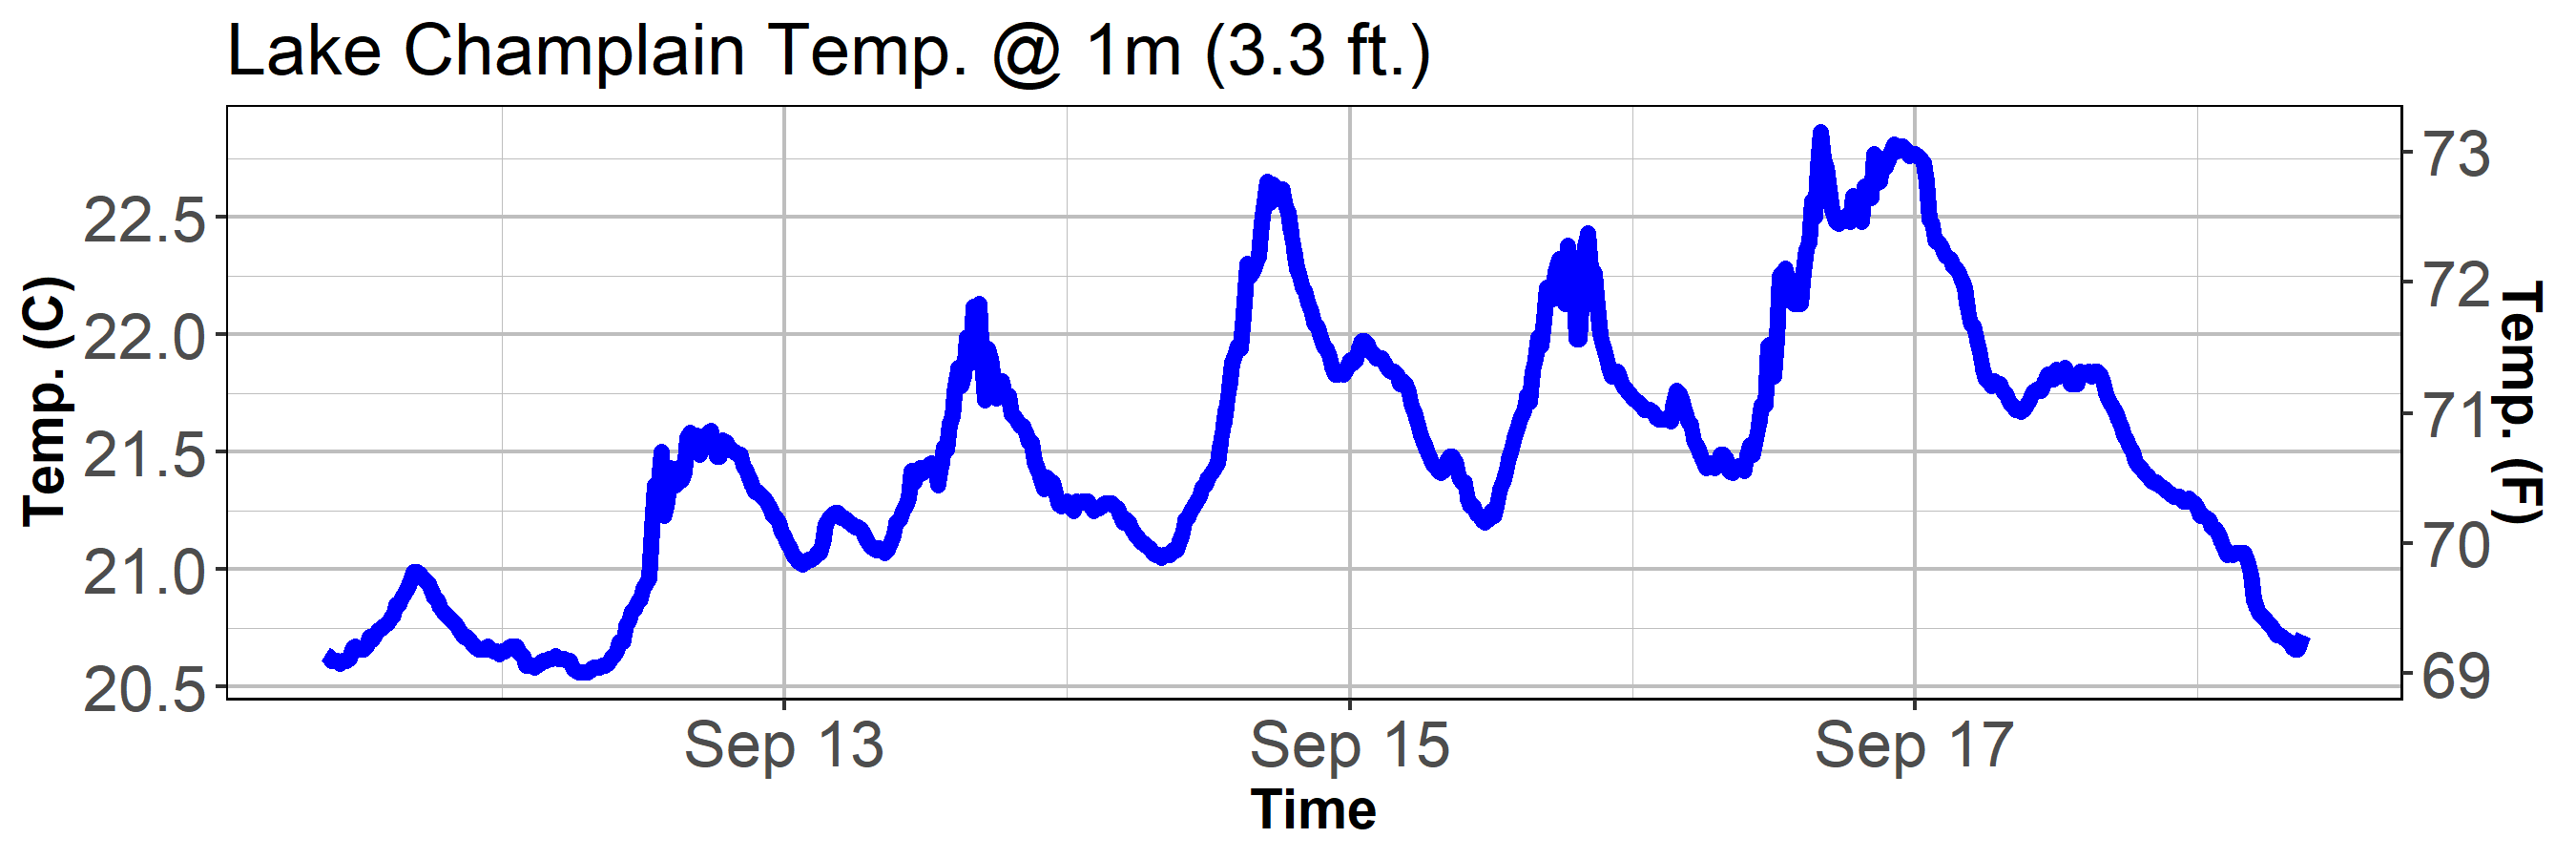 Lake Champlain Temp. @ 1m (3.3 ft.)
Temp. (C)
22.5
22.0
21.5
21.0
20.5
73
72
71
70
69
Temp. (F)
Sep 13
Sep 15
Sep 17
Time